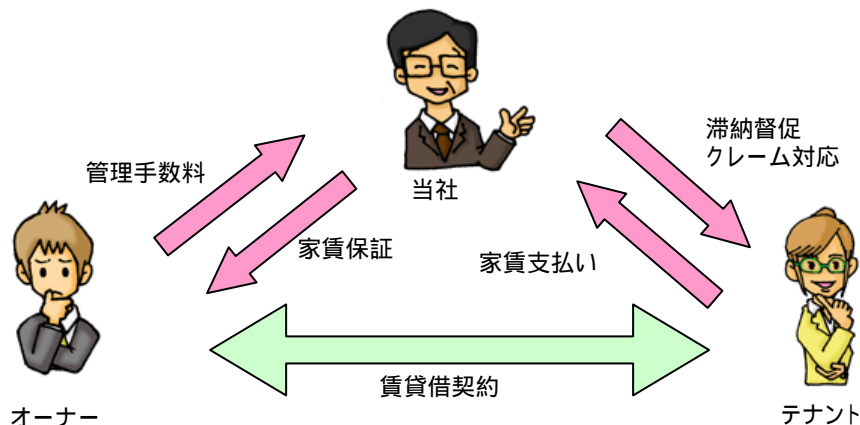 滞納督促
クレーム対応
管理手数料
当社
家賃保証
家賃支払い
賃貸借契約
オーナー
テナント